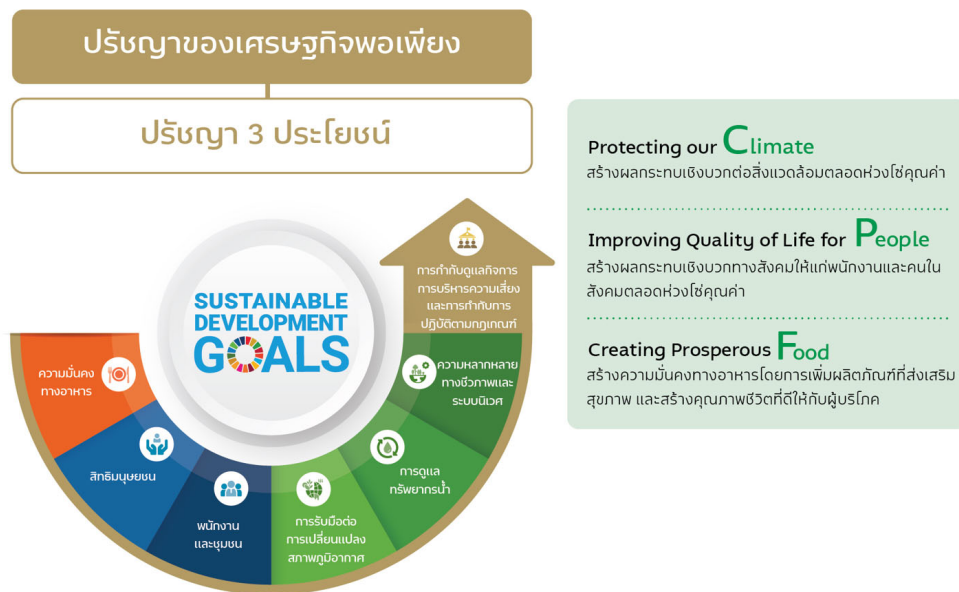 ปรัชญาของเศรษฐกิจพอเพียง
ปรัชญา 3 ประโยชน์
การกำกับดูแลกิจการ
การบริหารความเสี่ยง
และการกำกับการ
ปฏิบัติตามกฎเกณฑ์
SUSTAINABLE
DEVELOPMENT
GOALS
ความมั่นคง
ทางอาหาร
สิทธิมนุษยชน
พนักงาน
และชุมชน
การรับมือต่อ
การเปลี่ยนแปลง
สภาพภูมิอากาศ
การดูแล
ทรัพยากรน้ำ
ความหลากหลาย
ทางชีวภาพและ
ระบบนิเวศ
Protecting our Climate
สร้างผลกระทบเชิงบวกต่อสิ่งแวดล้อมตลอดห่วงโซ่คุณค่า
Improving Quality of Life for People
สร้างผลกระทบเชิงบวกทางสังคมให้แก่พนักงานและคนใน
สังคมตลอดห่วงโซ่คุณค่า
Creating Prosperous Food
สร้างความมั่นคงทางอาหารโดยการเพิ่มผลิตภัณฑ์ที่ส่งเสริม
สุขภาพ และสร้างคุณภาพชีวิตที่ดีให้กับผู้บริโภค